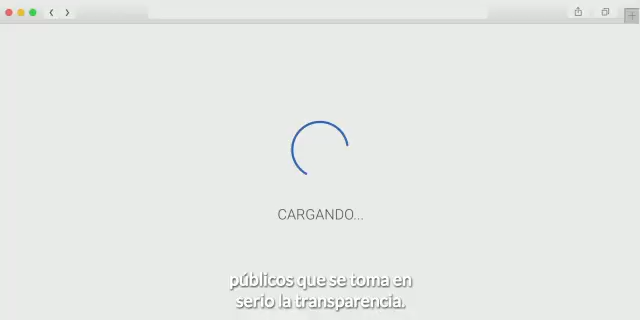 CARGANDO...
públicos que se toma en
serio la transparencia.